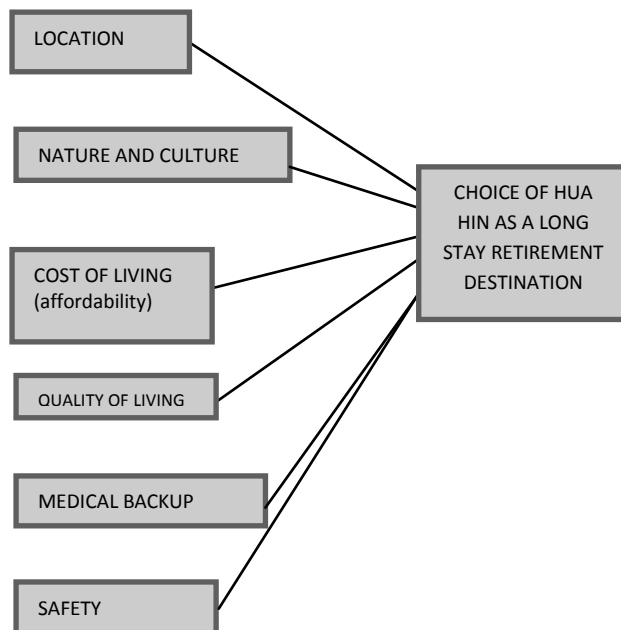 LOCATION
NATURE AND CULTURE
COST OF LIVING
(affordability)
QUALITY OF LIVING
MEDICAL BACKUP
SAFETY
CHOICE OF HUA
HIN AS A LONG
STAY RETIREMENT
DESTINATION